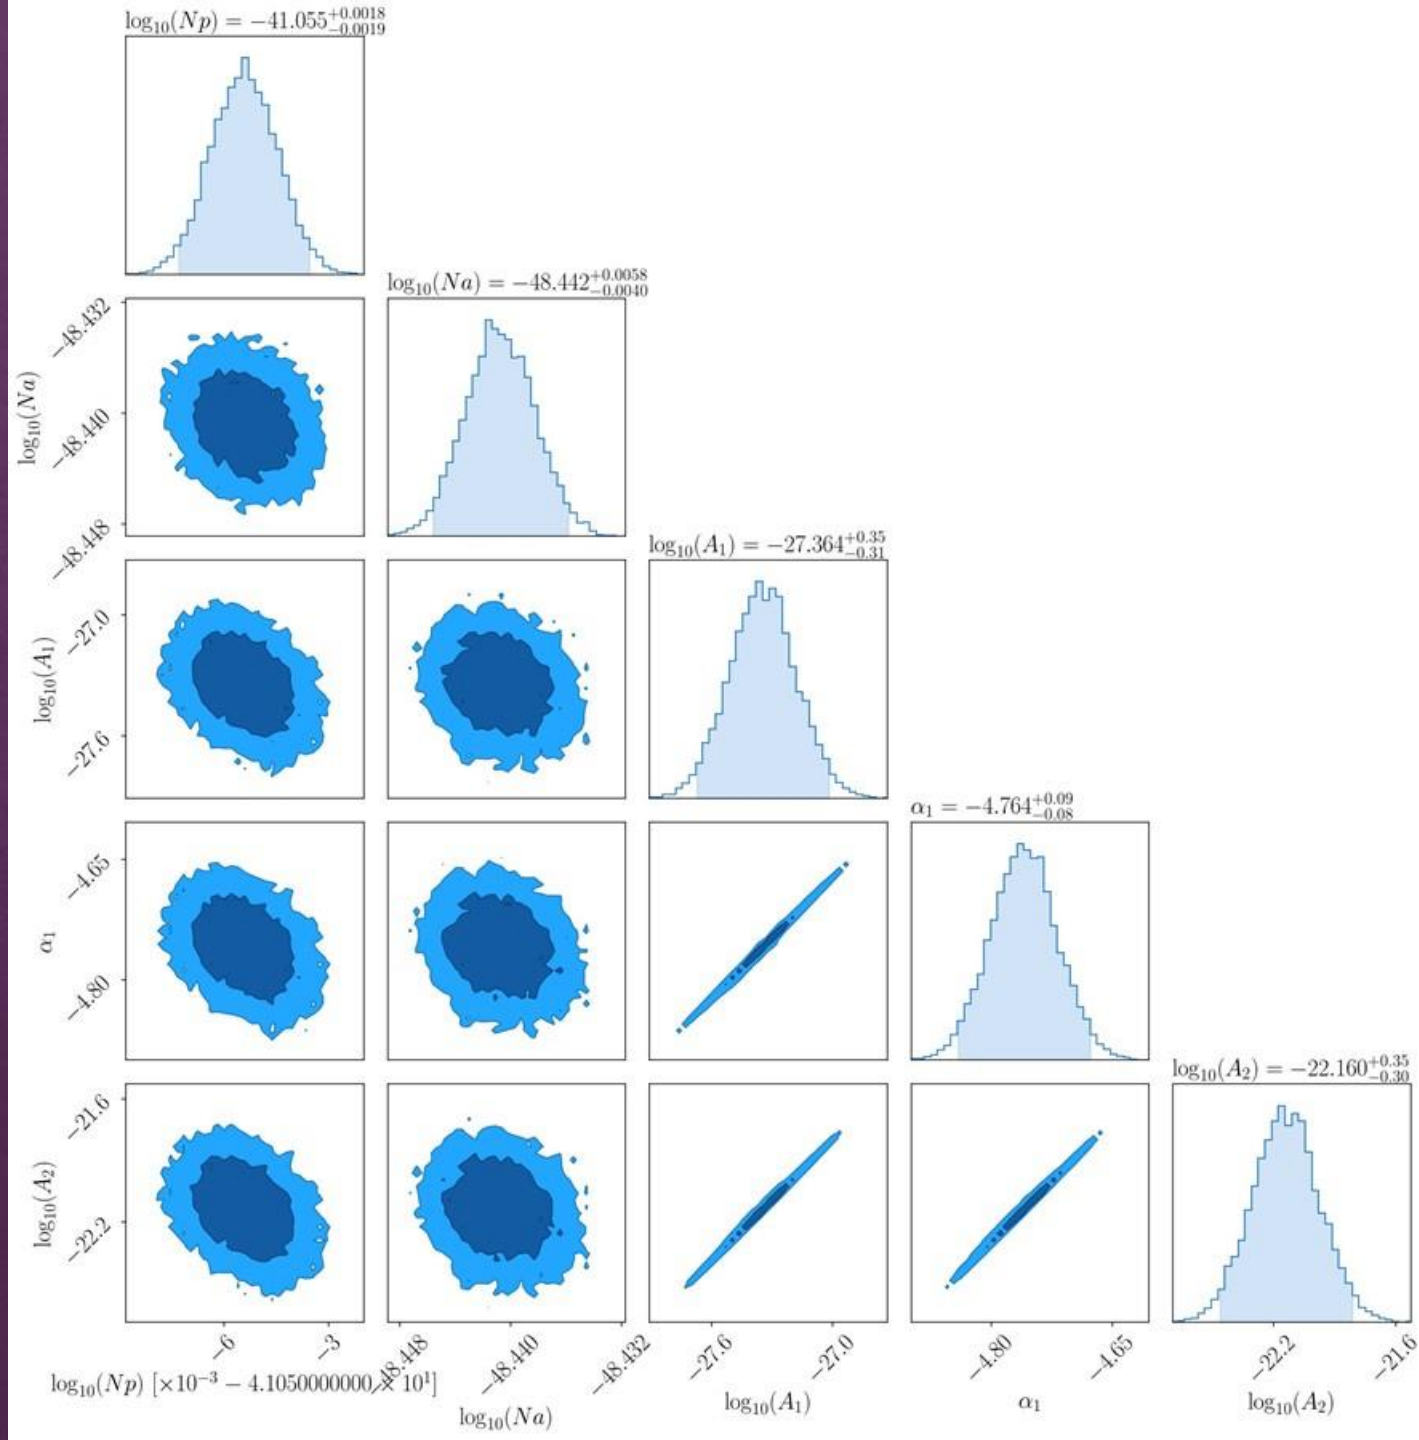 log₁₀(Np) = −41.055 +0.0018 −0.0019
log₁₀(Na) = −48.442 +0.0058 −0.0040
−48.432
−48.440
−48.448
log₁₀(Na)
log₁₀(A₁) = −27.364 +0.35 −0.31
−27.0
−27.6
log₁₀(A₁)
α₁ = −4.764 +0.09 −0.08
−4.65
−4.80
α₁
log₁₀(A₂) = −22.160 +0.35 −0.30
−21.6
−22.2
log₁₀(A₂)
−6 −3
−48.448 −48.440 −48.432
−27.6 −27.0
−4.80 −4.65
−22.2 −21.6
log₁₀(Np) [×10⁻³ − 4.1050000000 × 10¹]
log₁₀(Na)
log₁₀(A₁)
α₁
log₁₀(A₂)